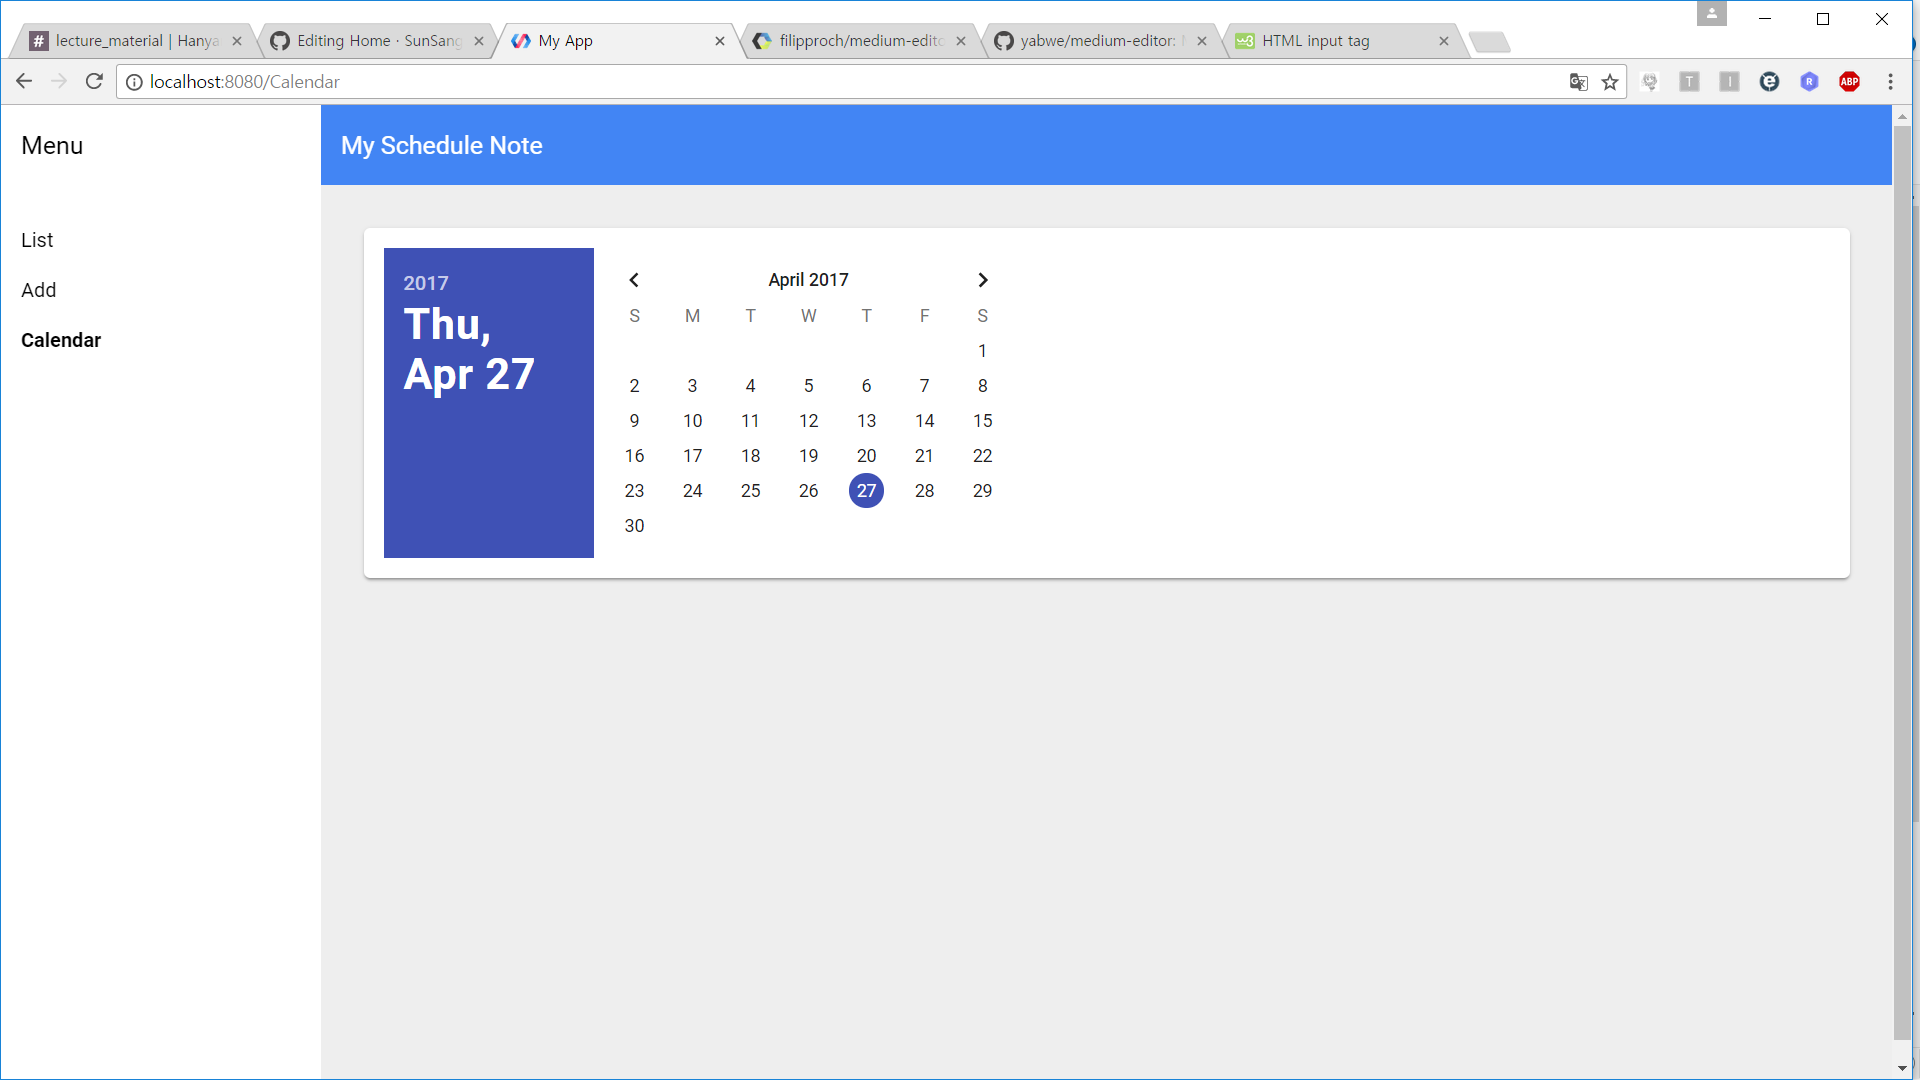 # lecture_material | Hanya
Editing Home · SunSang
My App
filipproch/medium-edito
yabwe/medium-editor:
HTML input tag
localhost:8080/Calendar
T
I
R
ABP
Menu
My Schedule Note
List
Add
Calendar
2017
Thu,
Apr 27
April 2017
S M T W T F S
1
2 3 4 5 6 7 8
9 10 11 12 13 14 15
16 17 18 19 20 21 22
23 24 25 26 27 28 29
30